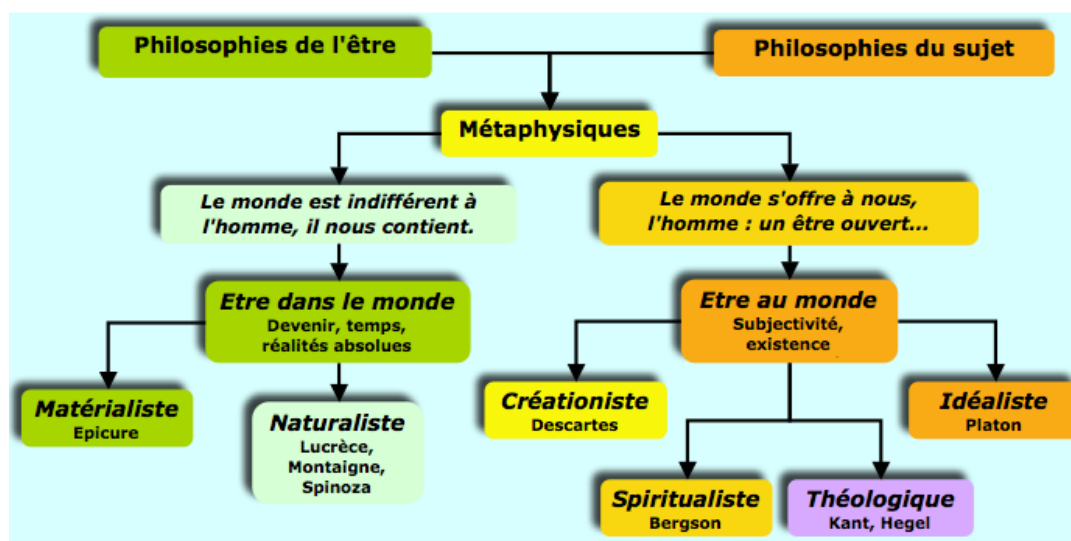 Philosophies de l'être
Philosophies du sujet
Métaphysiques
Le monde est indifférent à
l'homme, il nous contient.
Le monde s'offre à nous,
l'homme : un être ouvert...
Etre dans le monde
Devenir, temps,
réalités absolues
Etre au monde
Subjectivité,
existence
Matérialiste
Epicure
Naturaliste
Lucrèce,
Montaigne,
Spinoza
Créationiste
Descartes
Idéaliste
Platon
Spiritualiste
Bergson
Théologique
Kant, Hegel